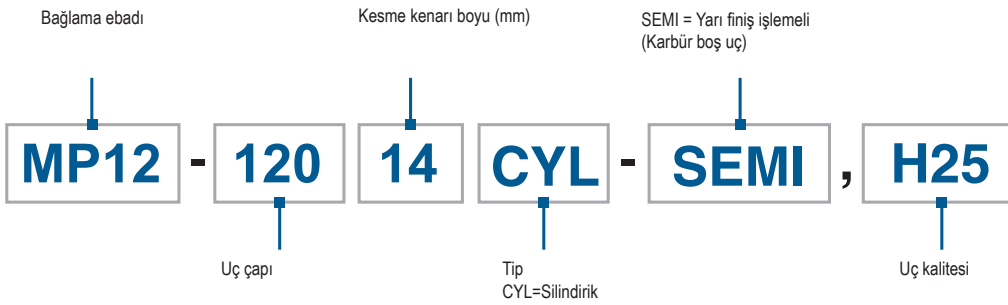 Bağlama ebadı
Kesme kenarı boyu (mm)
SEMI = Yarı finiş işlemeli
(Karbür boş uç)
MP12 - 120 14 CYL - SEMI , H25
Uç çapı
Tip
CYL=Silindirik
Uç kalitesi